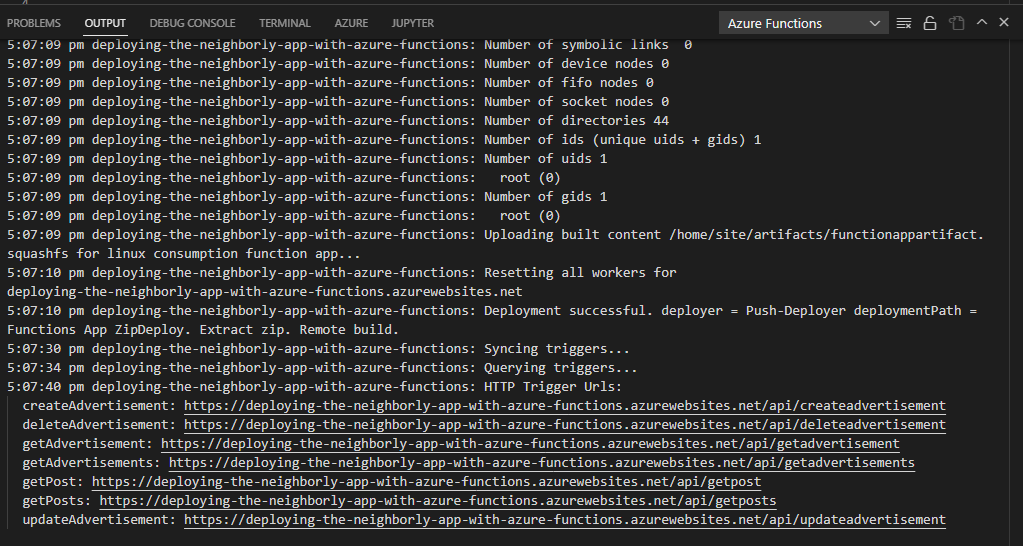 PROBLEMS OUTPUT DEBUG CONSOLE TERMINAL AZURE JUPYTER Azure Functions
5:07:09 pm deploying-the-neighborly-app-with-azure-functions: Number of symbolic links  0
5:07:09 pm deploying-the-neighborly-app-with-azure-functions: Number of device nodes 0
5:07:09 pm deploying-the-neighborly-app-with-azure-functions: Number of fifo nodes 0
5:07:09 pm deploying-the-neighborly-app-with-azure-functions: Number of socket nodes 0
5:07:09 pm deploying-the-neighborly-app-with-azure-functions: Number of directories 44
5:07:09 pm deploying-the-neighborly-app-with-azure-functions: Number of ids (unique uids + gids) 1
5:07:09 pm deploying-the-neighborly-app-with-azure-functions: Number of uids 1
5:07:09 pm deploying-the-neighborly-app-with-azure-functions:   root (0)
5:07:09 pm deploying-the-neighborly-app-with-azure-functions: Number of gids 1
5:07:09 pm deploying-the-neighborly-app-with-azure-functions:   root (0)
5:07:09 pm deploying-the-neighborly-app-with-azure-functions: Uploading built content /home/site/artifacts/functionappartifact.
squashfs for linux consumption function app...
5:07:10 pm deploying-the-neighborly-app-with-azure-functions: Resetting all workers for
deploying-the-neighborly-app-with-azure-functions.azurewebsites.net
5:07:10 pm deploying-the-neighborly-app-with-azure-functions: Deployment successful. deployer = Push-Deployer deploymentPath =
Functions App ZipDeploy. Extract zip. Remote build.
5:07:30 pm deploying-the-neighborly-app-with-azure-functions: Syncing triggers...
5:07:34 pm deploying-the-neighborly-app-with-azure-functions: Querying triggers...
5:07:40 pm deploying-the-neighborly-app-with-azure-functions: HTTP Trigger Urls:
createAdvertisement: https://deploying-the-neighborly-app-with-azure-functions.azurewebsites.net/api/createadvertisement
deleteAdvertisement: https://deploying-the-neighborly-app-with-azure-functions.azurewebsites.net/api/deleteadvertisement
getAdvertisement: https://deploying-the-neighborly-app-with-azure-functions.azurewebsites.net/api/getadvertisement
getAdvertisements: https://deploying-the-neighborly-app-with-azure-functions.azurewebsites.net/api/getadvertisements
getPost: https://deploying-the-neighborly-app-with-azure-functions.azurewebsites.net/api/getpost
getPosts: https://deploying-the-neighborly-app-with-azure-functions.azurewebsites.net/api/getposts
updateAdvertisement: https://deploying-the-neighborly-app-with-azure-functions.azurewebsites.net/api/updateadvertisement